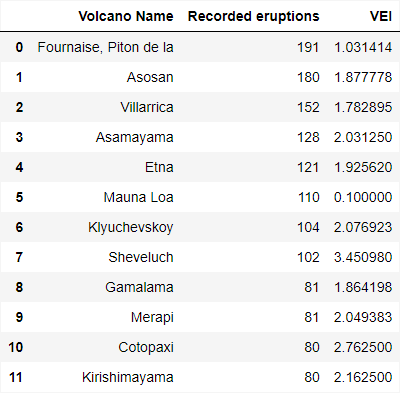 Volcano Name Recorded eruptions VEI
0 Fournaise, Piton de la 191 1.031414
1 Asosan 180 1.877778
2 Villarrica 152 1.782895
3 Asamayama 128 2.031250
4 Etna 121 1.925620
5 Mauna Loa 110 0.100000
6 Klyuchevskoy 104 2.076923
7 Sheveluch 102 3.450980
8 Gamalama 81 1.864198
9 Merapi 81 2.049383
10 Cotopaxi 80 2.762500
11 Kirishimayama 80 2.162500